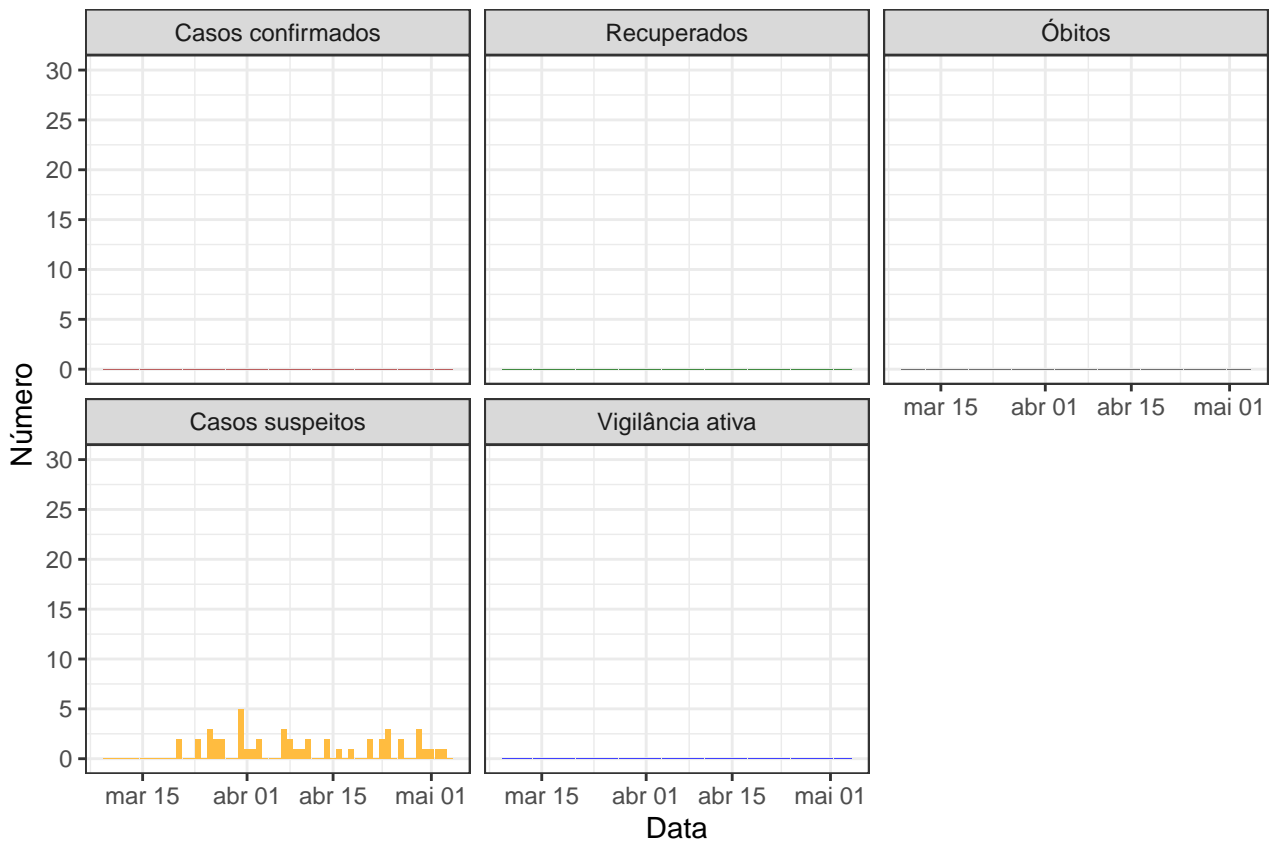 Casos confirmados
Recuperados
Óbitos
30
25
20
15
10
5
0
mar 15
abr 01
abr 15
mai 01
Número
Casos suspeitos
Vigilância ativa
30
25
20
15
10
5
0
mar 15
abr 01
abr 15
mai 01
mar 15
abr 01
abr 15
mai 01
Data